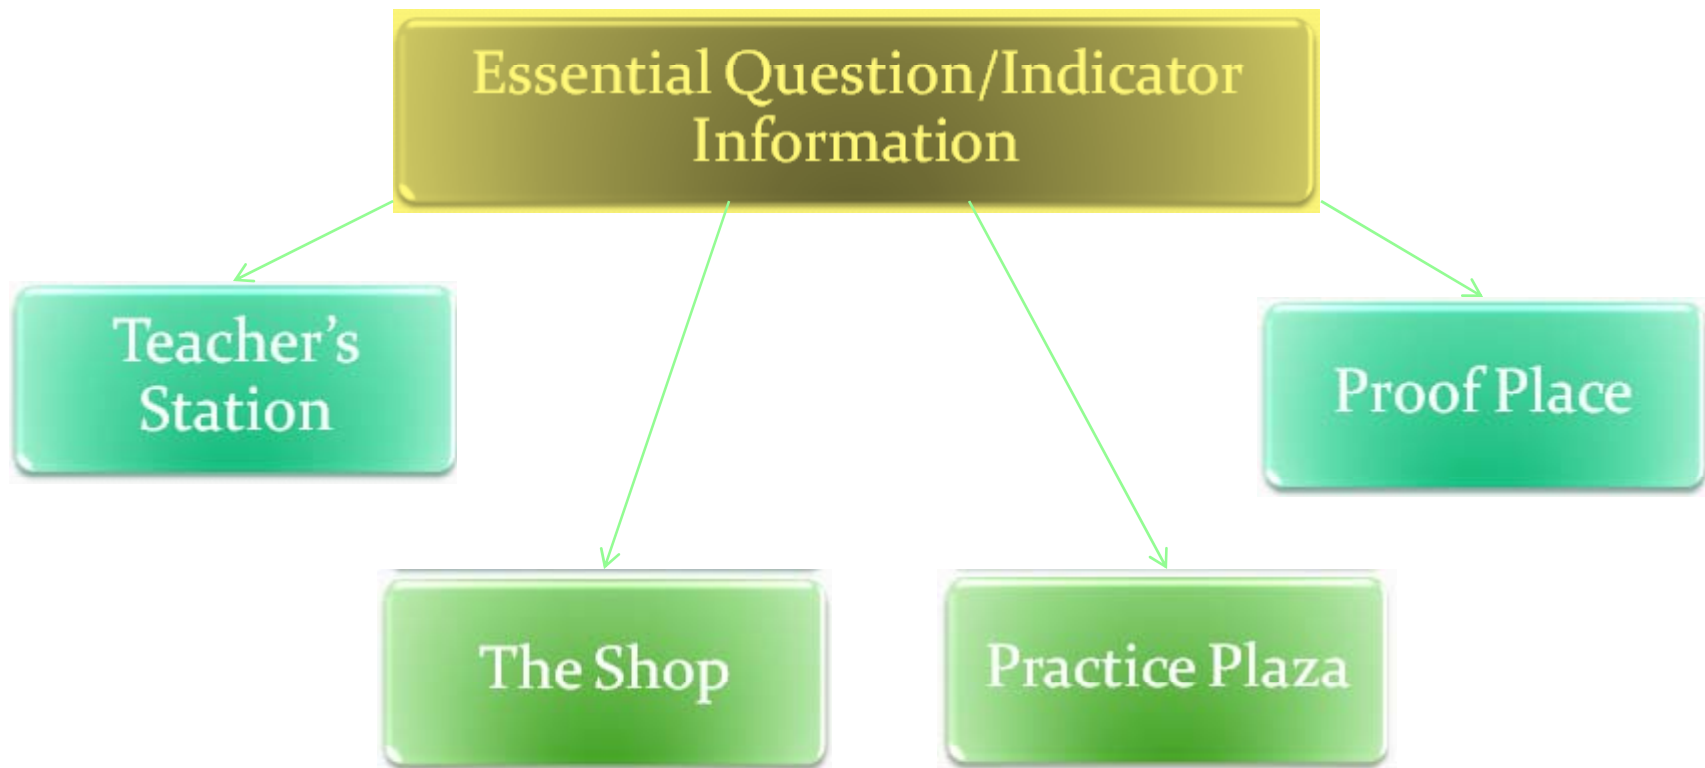 Essential Question/Indicator
Information
Teacher’s
Station
Proof Place
The Shop
Practice Plaza